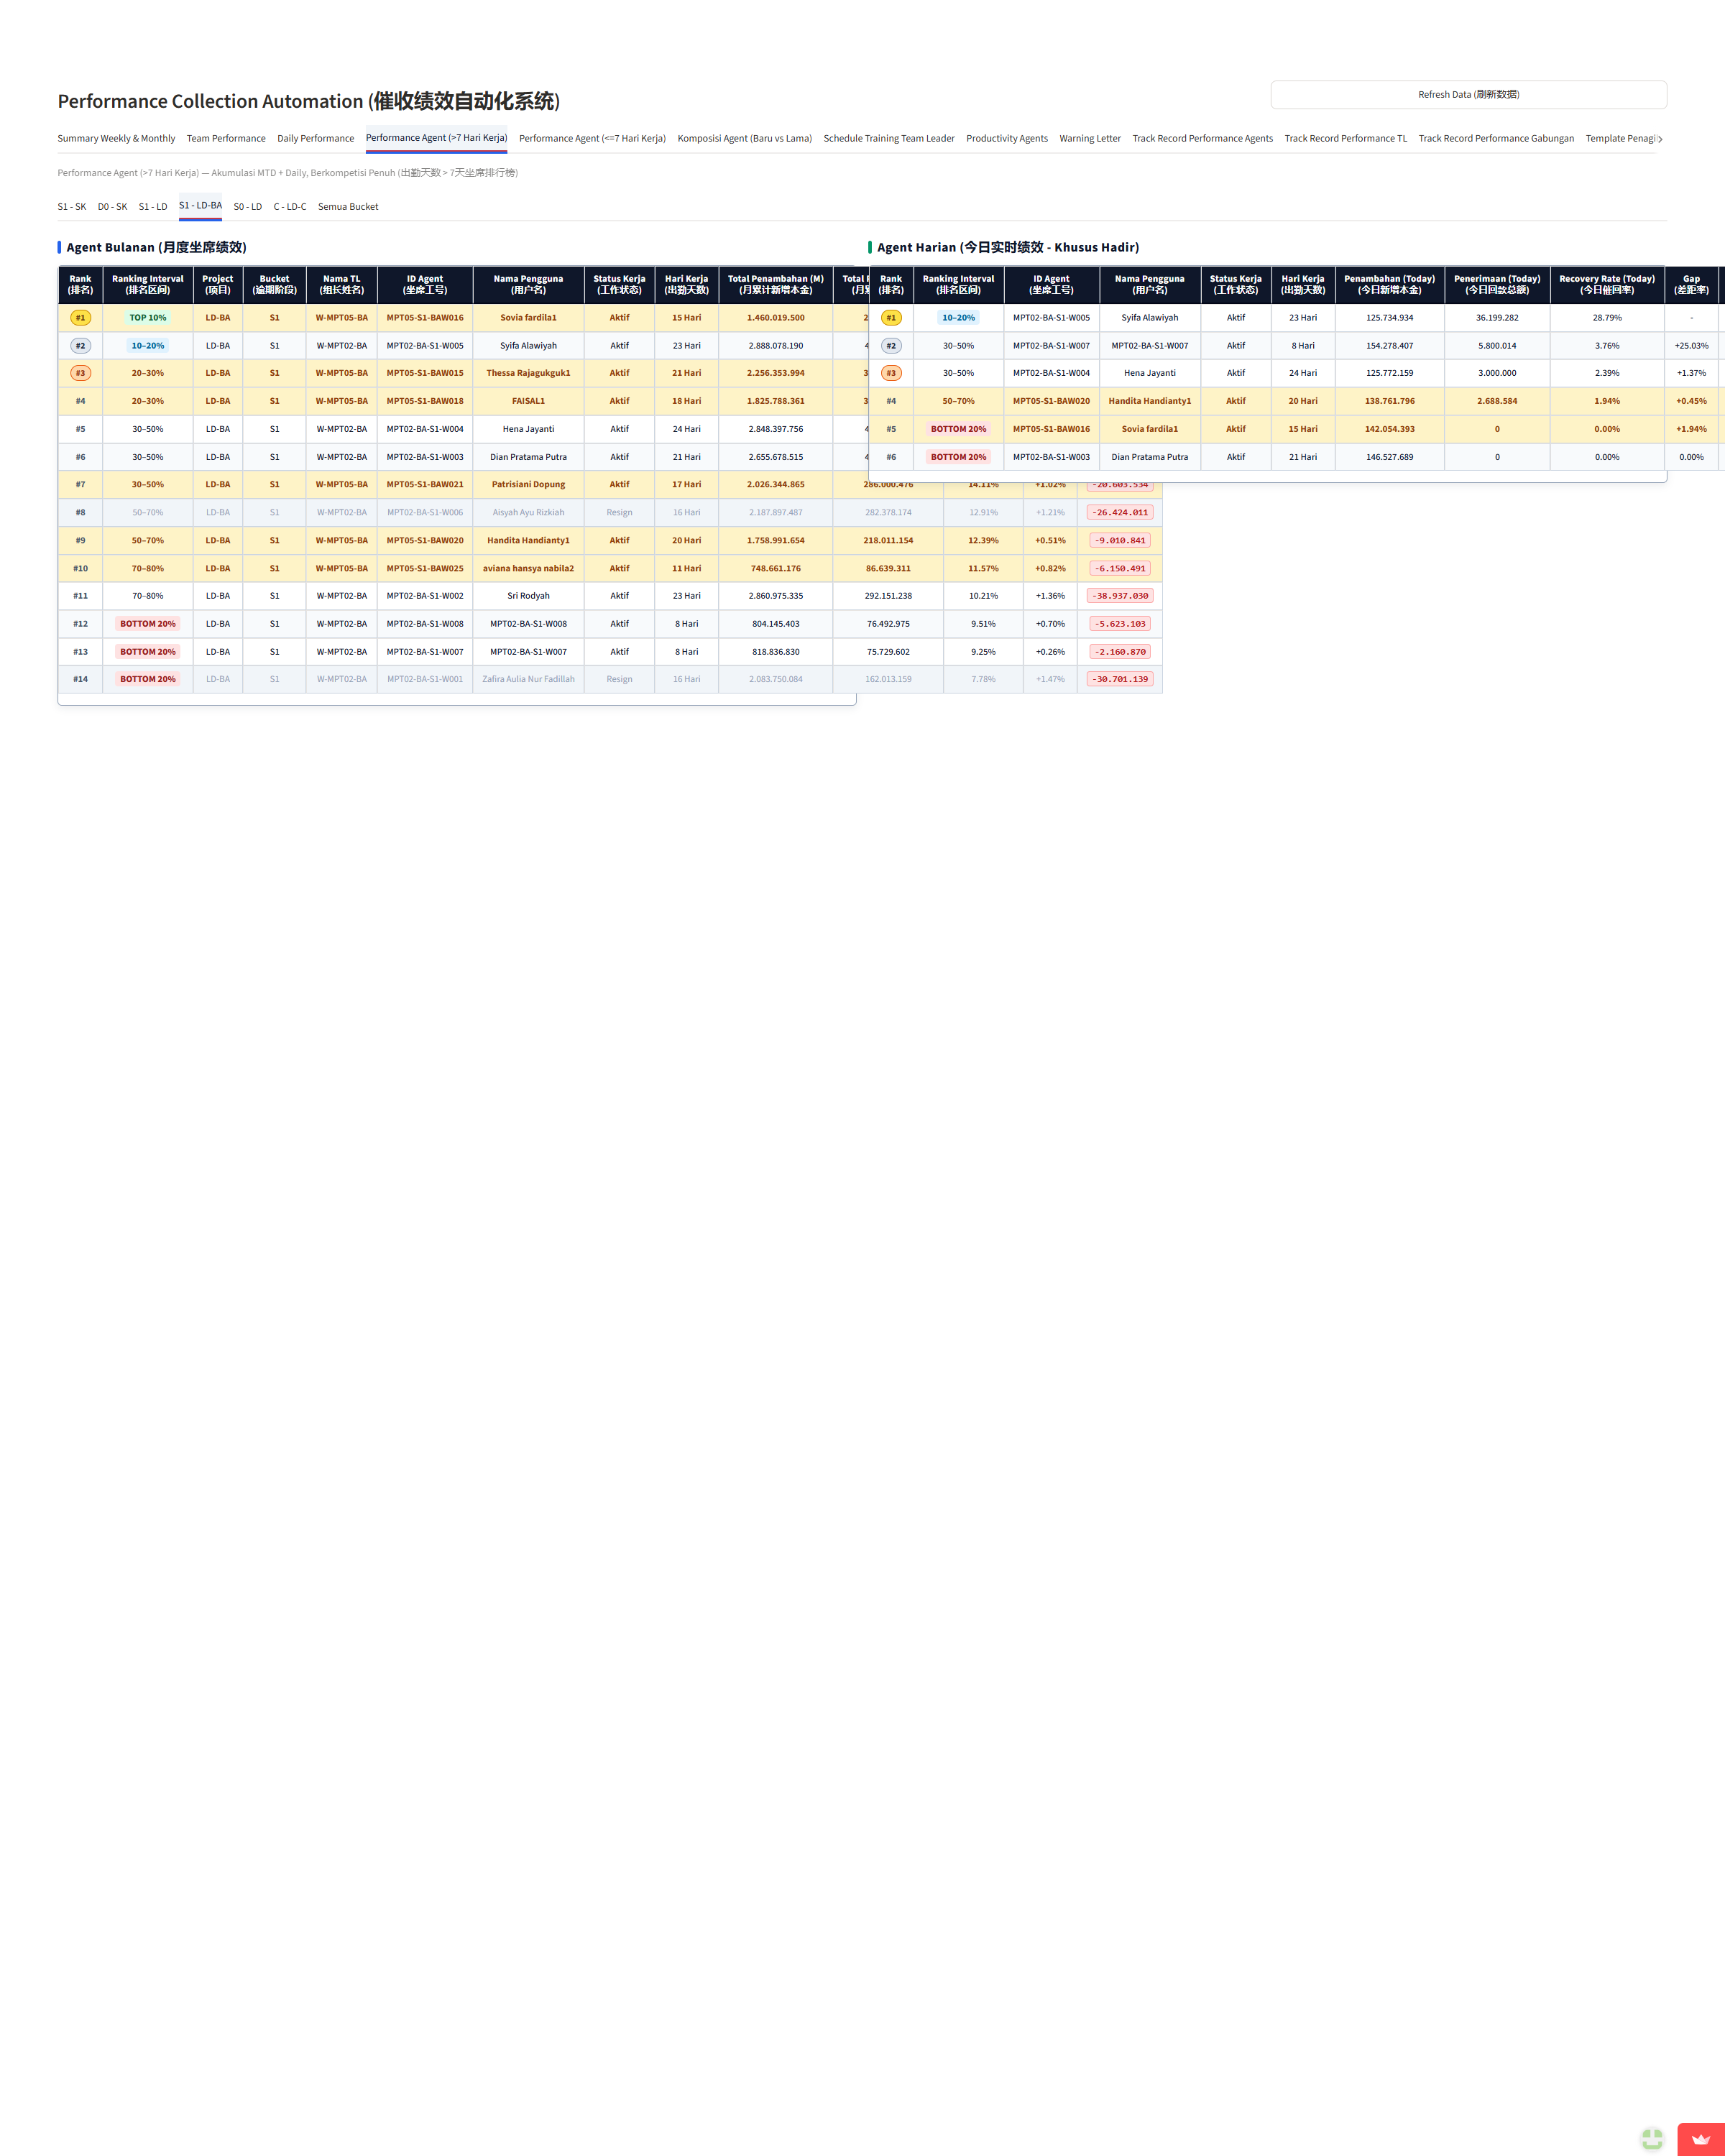 Performance Collection Automation (催收绩效自动化系统)
Refresh Data (刷新数据)
Summary Weekly & Monthly Team Performance Daily Performance Performance Agent (>7 Hari Kerja) Performance Agent (<=7 Hari Kerja) Komposisi Agent (Baru vs Lama) Schedule Training Team Leader Productivity Agents Warning Letter Track Record Performance Agents Track Record Performance TL Track Record Performance Gabungan Template Penagi
Performance Agent (>7 Hari Kerja) — Akumulasi MTD + Daily, Berkompetisi Penuh (出勤天数 > 7天坐席排行榜)
S1 - SK D0 - SK S1 - LD S1 - LD-BA S0 - LD C - LD-C Semua Bucket
Agent Bulanan (月度坐席绩效)
Rank Ranking Interval Project Bucket Nama TL ID Agent Nama Pengguna Status Kerja Hari Kerja Total Penambahan (M) Total
(排名) (排名区间) (项目) (逾期阶段) (组长姓名) (坐席工号) (用户名) (工作状态) (出勤天数) (月累计新增本金) (月
#1 TOP 10% LD-BA S1 W-MPT05-BA MPT05-S1-BAW016 Sovia fardila1 Aktif 15 Hari 1.460.019.500 2
#2 10–20% LD-BA S1 W-MPT02-BA MPT02-BA-S1-W005 Syifa Alawiyah Aktif 23 Hari 2.888.078.190 4
#3 20–30% LD-BA S1 W-MPT05-BA MPT05-S1-BAW015 Thessa Rajagukguk1 Aktif 21 Hari 2.256.353.994 3
#4 20–30% LD-BA S1 W-MPT05-BA MPT05-S1-BAW018 FAISAL1 Aktif 18 Hari 1.825.788.361 3
#5 30–50% LD-BA S1 W-MPT02-BA MPT02-BA-S1-W004 Hena Jayanti Aktif 24 Hari 2.848.397.756 4
#6 30–50% LD-BA S1 W-MPT02-BA MPT02-BA-S1-W003 Dian Pratama Putra Aktif 21 Hari 2.655.678.515 4
#7 30–50% LD-BA S1 W-MPT05-BA MPT05-S1-BAW021 Patrisiani Dopung Aktif 17 Hari 2.026.344.865 286.000.476 14.11% +1.02% -20.603.534
#8 50–70% LD-BA S1 W-MPT02-BA MPT02-BA-S1-W006 Aisyah Ayu Rizkiah Resign 16 Hari 2.187.897.487 282.378.174 12.91% +1.21% -26.424.011
#9 50–70% LD-BA S1 W-MPT05-BA MPT05-S1-BAW020 Handita Handianty1 Aktif 20 Hari 1.758.991.654 218.011.154 12.39% +0.51% -9.010.841
#10 70–80% LD-BA S1 W-MPT05-BA MPT05-S1-BAW025 aviana hansya nabila2 Aktif 11 Hari 748.661.176 86.639.311 11.57% +0.82% -6.150.491
#11 70–80% LD-BA S1 W-MPT02-BA MPT02-BA-S1-W002 Sri Rodyah Aktif 23 Hari 2.860.975.335 292.151.238 10.21% +1.36% -38.937.030
#12 BOTTOM 20% LD-BA S1 W-MPT02-BA MPT02-BA-S1-W008 MPT02-BA-S1-W008 Aktif 8 Hari 804.145.403 76.492.975 9.51% +0.70% -5.623.103
#13 BOTTOM 20% LD-BA S1 W-MPT02-BA MPT02-BA-S1-W007 MPT02-BA-S1-W007 Aktif 8 Hari 818.836.830 75.729.602 9.25% +0.26% -2.160.870
#14 BOTTOM 20% LD-BA S1 W-MPT02-BA MPT02-BA-S1-W001 Zafira Aulia Nur Fadillah Resign 16 Hari 2.083.750.084 162.013.159 7.78% +1.47% -30.701.139
Agent Harian (今日实时绩效 - Khusus Hadir)
Rank Ranking Interval ID Agent Nama Pengguna Status Kerja Hari Kerja Penambahan (Today) Penerimaan (Today) Recovery Rate (Today) Gap
(排名) (排名区间) (坐席工号) (用户名) (工作状态) (出勤天数) (今日新增本金) (今日回款总额) (今日催回率) (差距率)
#1 10–20% MPT02-BA-S1-W005 Syifa Alawiyah Aktif 23 Hari 125.734.934 36.199.282 28.79% -
#2 30–50% MPT02-BA-S1-W007 MPT02-BA-S1-W007 Aktif 8 Hari 154.278.407 5.800.014 3.76% +25.03%
#3 30–50% MPT02-BA-S1-W004 Hena Jayanti Aktif 24 Hari 125.772.159 3.000.000 2.39% +1.37%
#4 50–70% MPT05-S1-BAW020 Handita Handianty1 Aktif 20 Hari 138.761.796 2.688.584 1.94% +0.45%
#5 BOTTOM 20% MPT05-S1-BAW016 Sovia fardila1 Aktif 15 Hari 142.054.393 0 0.00% +1.94%
#6 BOTTOM 20% MPT02-BA-S1-W003 Dian Pratama Putra Aktif 21 Hari 146.527.689 0 0.00% 0.00%